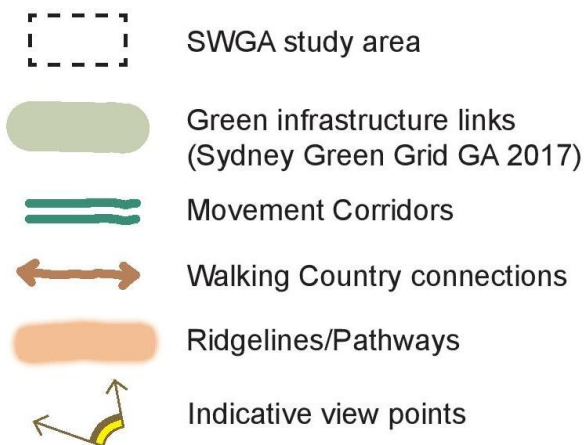 SWGA study area
Green infrastructure links
(Sydney Green Grid GA 2017)
Movement Corridors
Walking Country connections
Ridgelines/Pathways
Indicative view points